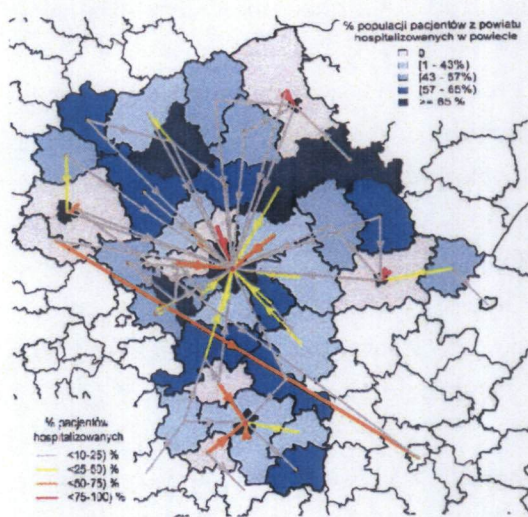 % populacji pacjentów z powiatu
hospitalizowanych w powiecie
0
[1 - 43%)
[43 - 57%)
[57 - 65%)
>= 65 %
% pacjentów
hospitalizowanych
<10-25) %
<25-50) %
<50-75) %
<75-100) %